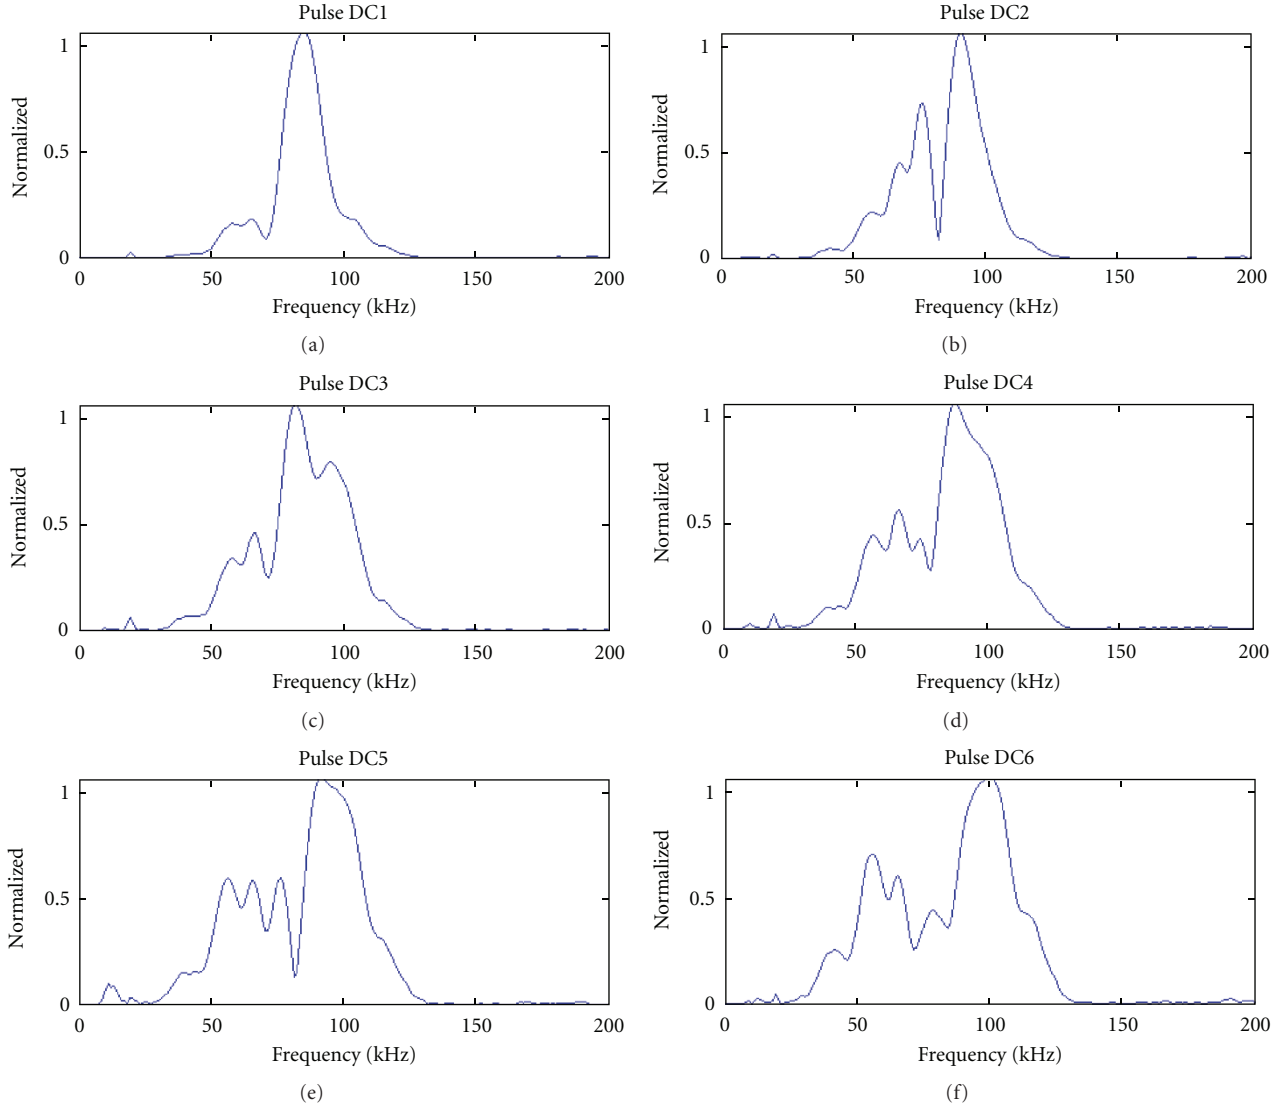 Pulse DC1
1
0.5
0
Normalized
0 50 100 150 200
Frequency (kHz)
(a)
Pulse DC2
1
0.5
0
Normalized
0 50 100 150 200
Frequency (kHz)
(b)
Pulse DC3
1
0.5
0
Normalized
0 50 100 150 200
Frequency (kHz)
(c)
Pulse DC4
1
0.5
0
Normalized
0 50 100 150 200
Frequency (kHz)
(d)
Pulse DC5
1
0.5
0
Normalized
0 50 100 150 200
Frequency (kHz)
(e)
Pulse DC6
1
0.5
0
Normalized
0 50 100 150 200
Frequency (kHz)
(f)